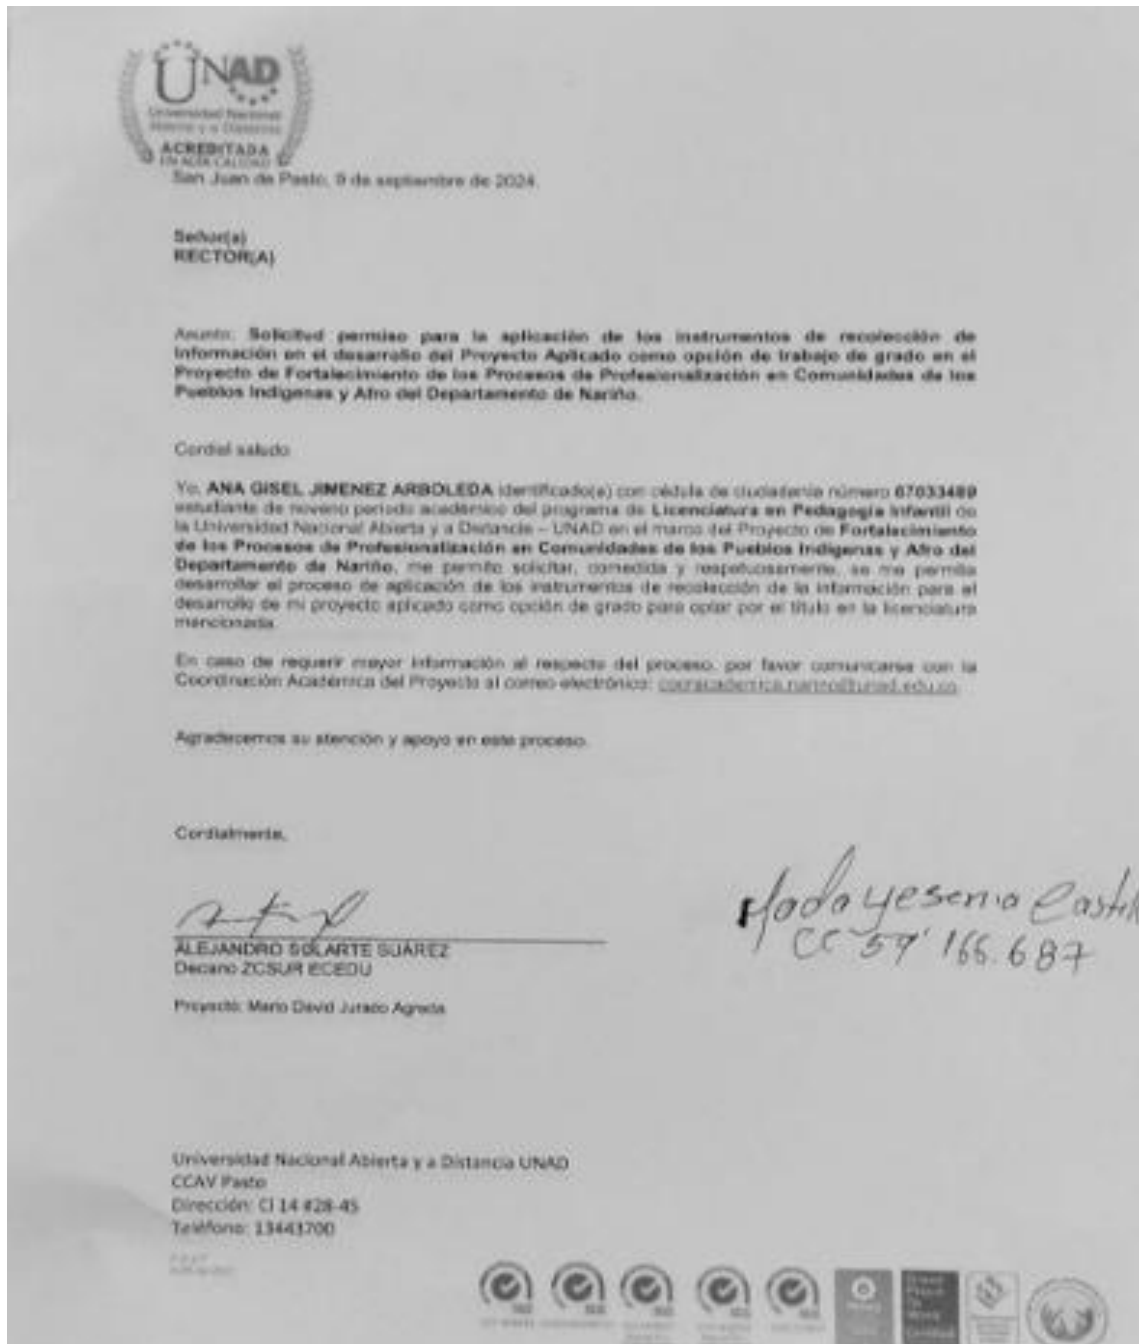 UNAD
Universidad Nacional
Abierta y a Distancia
ACREDITADA
EN ALTA CALIDAD
San Juan de Pasto, 9 de septiembre de 2024.
Señor(a)
RECTOR(A)
Asunto: Solicitud permiso para la aplicación de los instrumentos de recolección de
Información en el desarrollo del Proyecto Aplicado como opción de trabajo de grado en el
Proyecto de Fortalecimiento de los Procesos de Profesionalización en Comunidades de los
Pueblos Indígenas y Afro del Departamento de Nariño.
Cordial saludo
Yo, ANA GISEL JIMENEZ ARBOLEDA identificado(a) con cédula de ciudadanía número 67033489
estudiante de noveno periodo académico del programa de Licenciatura en Pedagogía Infantil de
la Universidad Nacional Abierta y a Distancia – UNAD en el marco del Proyecto de Fortalecimiento
de los Procesos de Profesionalización en Comunidades de los Pueblos Indígenas y Afro del
Departamento de Nariño, me permito solicitar, comedida y respetuosamente, se me permita
desarrollar el proceso de aplicación de los instrumentos de recolección de la información para el
desarrollo de mi proyecto aplicado como opción de grado para optar por el título en la licenciatura
mencionada.
En caso de requerir mayor información al respecto del proceso, por favor comunicarse con la
Coordinación Académica del Proyecto al correo electrónico:
Agradecemos su atención y apoyo en este proceso.
Cordialmente,
ALEJANDRO SOLARTE SUÁREZ
Decano ZCSUR ECEDU
Yesenia Castill
CC 59'166.687
Proyectó: Mario David Jurado Agreda
Universidad Nacional Abierta y a Distancia UNAD
CCAV Pasto
Dirección: Cl 14 #28-45
Teléfono: 13443700